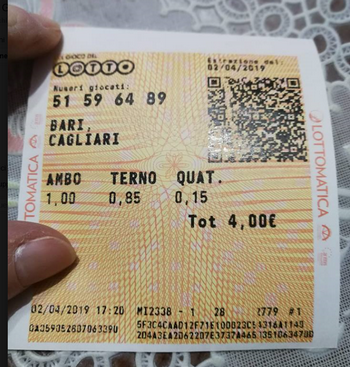 IL GIOCO DEL
LOTTO
Estrazione del:
02/04/2019
Numeri giocati:
51 59 64 89
BARI,
CAGLIARI
AMBO TERNO QUAT.
1,00 0,85 0,15
Tot 4,00€
LOTTOMATICA
LOTTOMATICA
02/04/2019 17:20 MI2338 - 1 28 #1